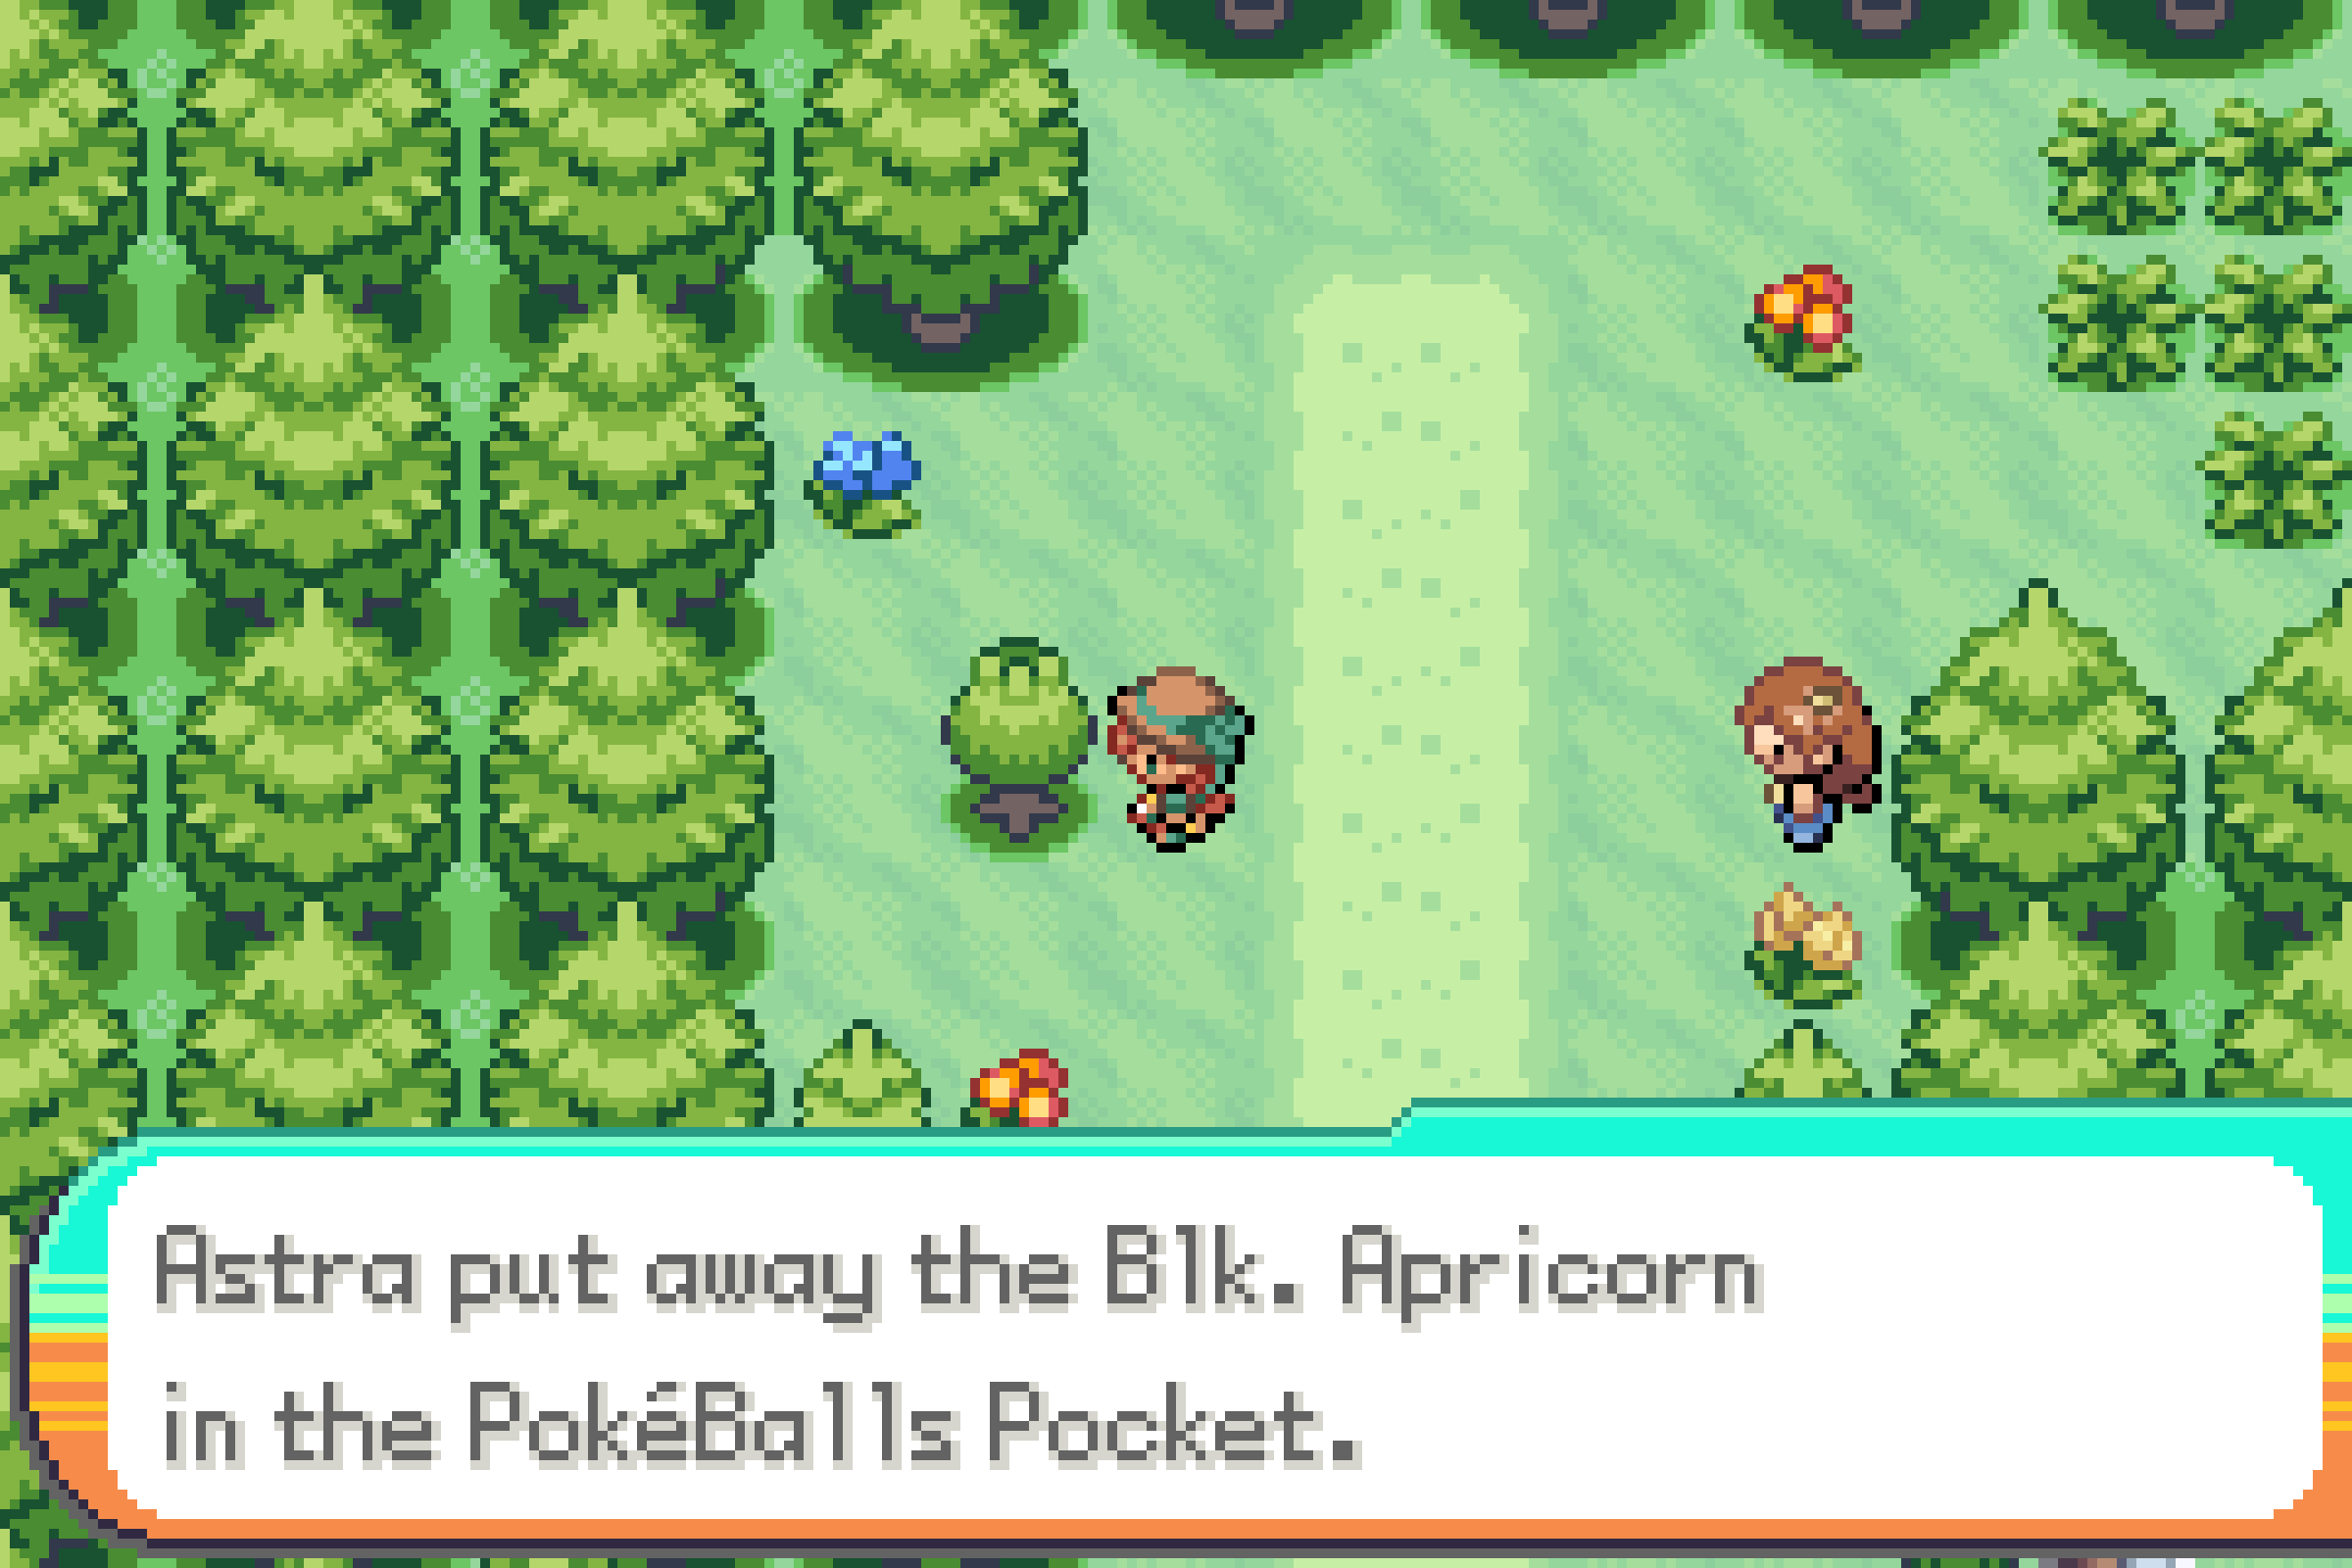 Astra put away the Blk. Apricorn
in the PokéBalls Pocket.